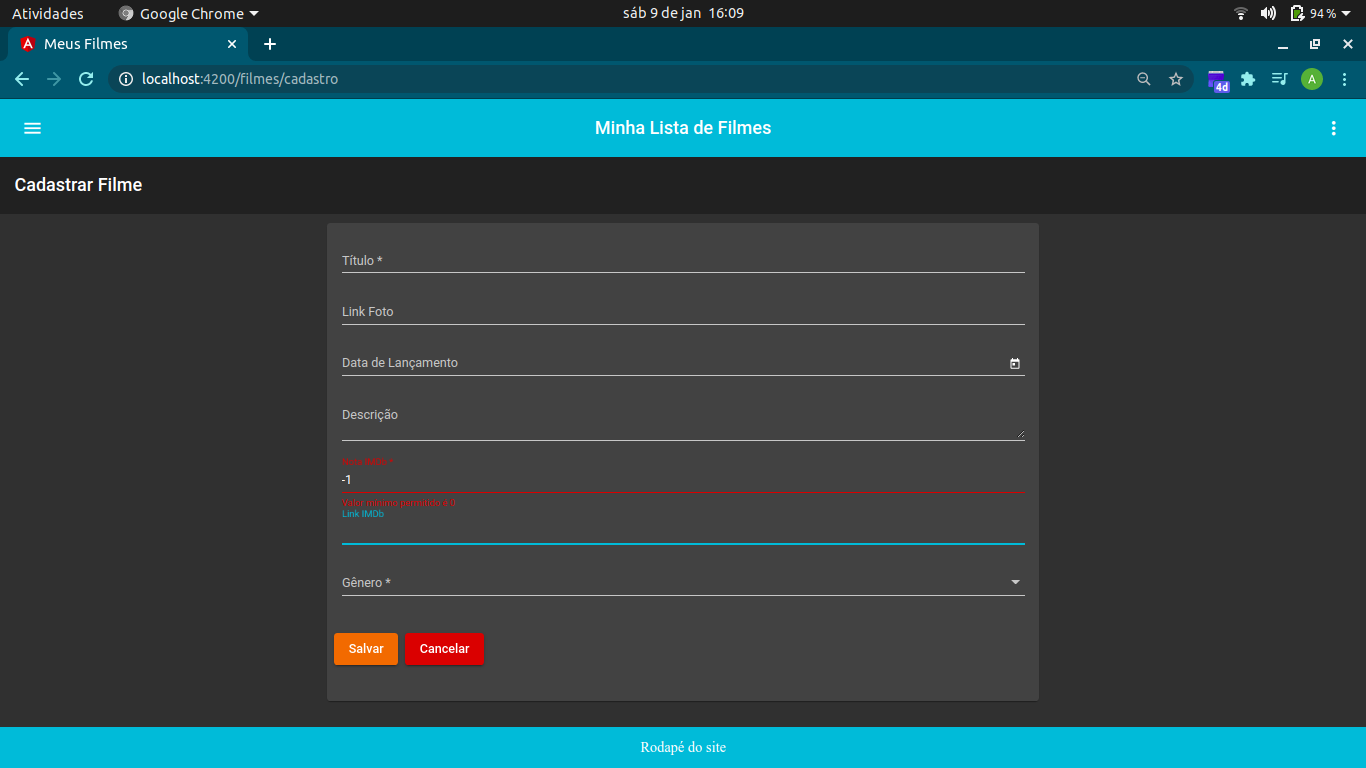 Atividades
Google Chrome
sáb 9 de jan 16:09
94 %
Meus Filmes
localhost:4200/filmes/cadastro
4d
A
Minha Lista de Filmes
Cadastrar Filme
Título *
Link Foto
Data de Lançamento
Descrição
-1
Link IMDb
Gênero *
Salvar
Cancelar
Rodapé do site